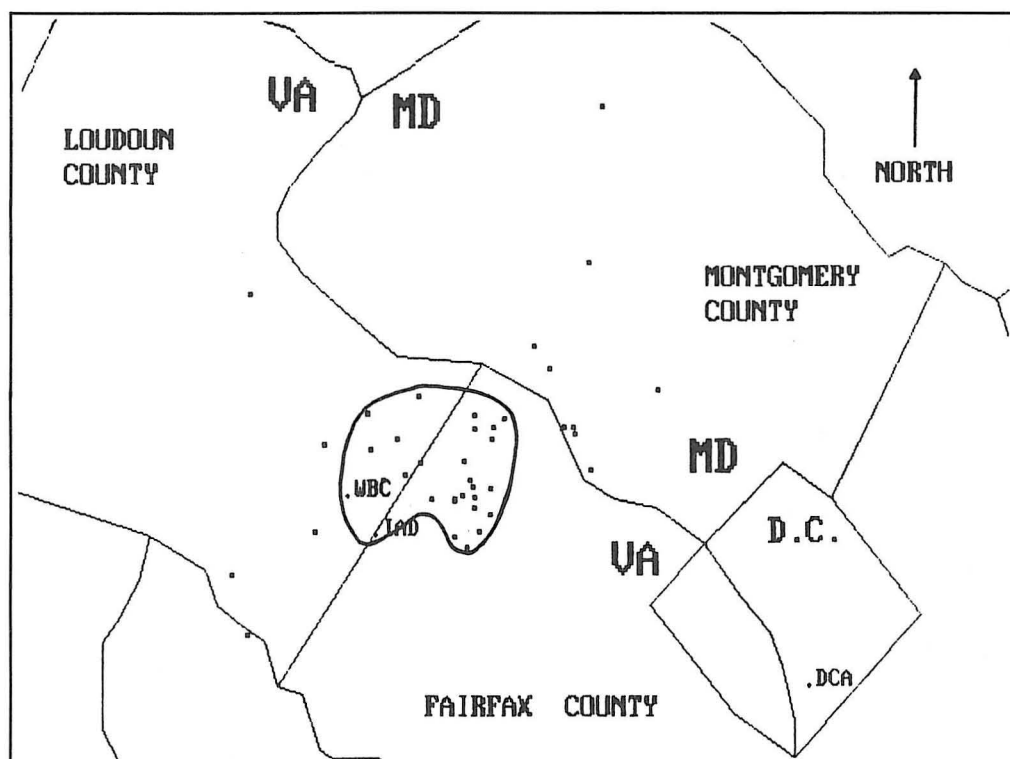 VA
MD
LOUDOUN
COUNTY
NORTH
MONTGOMERY
COUNTY
MD
WBC
IAD
D.C.
VA
DCA
FAIRFAX COUNTY